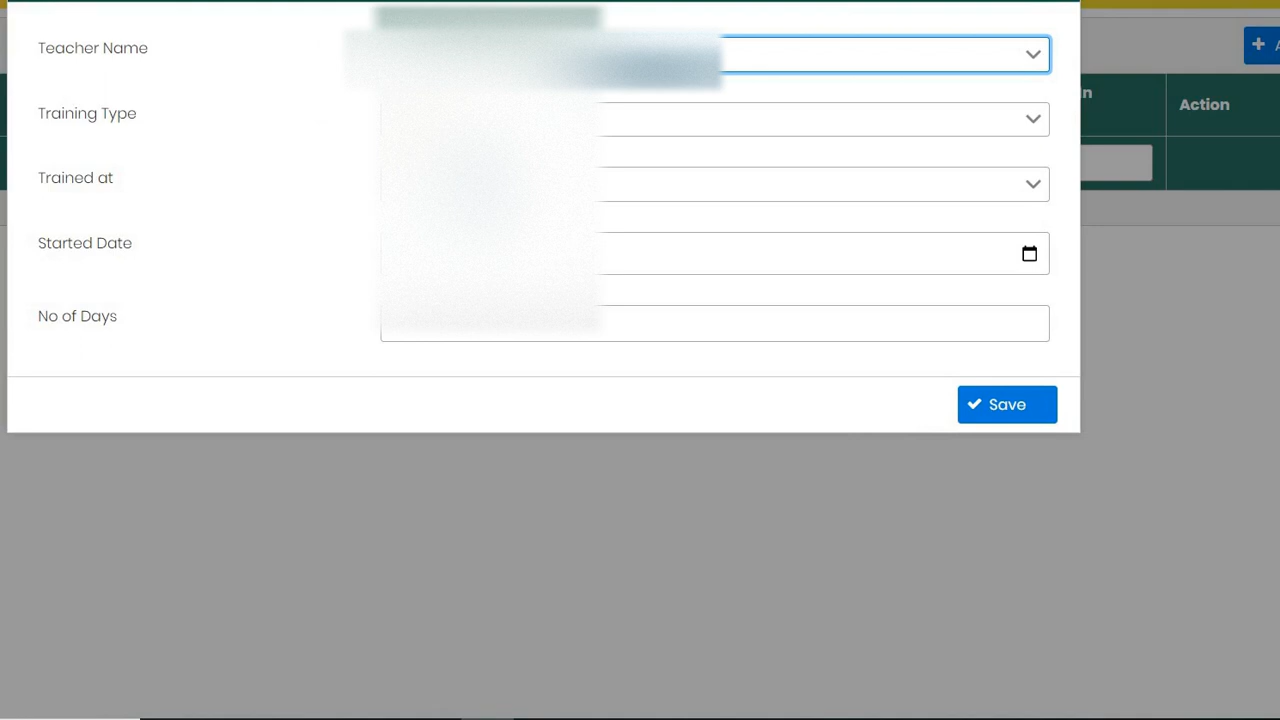 Teacher Name
Training Type
Trained at
Started Date
No of Days
Save
Action